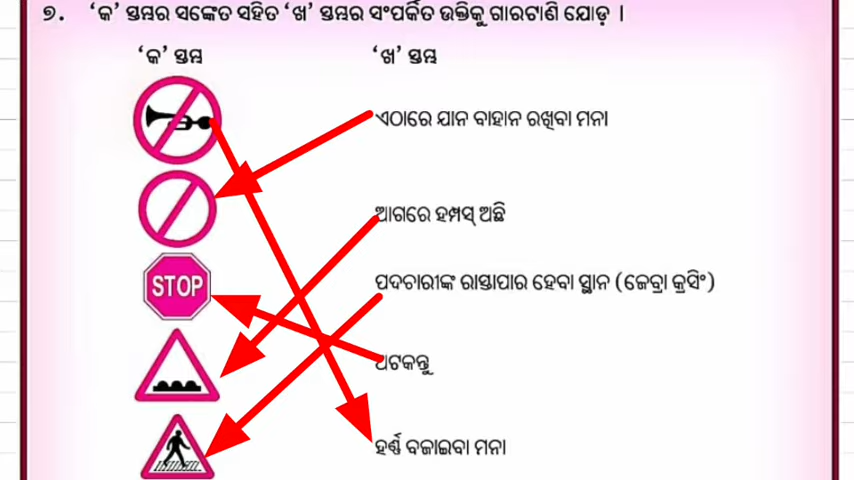 ୭. ‘କ’ ସ୍ତମ୍ଭର ସଙ୍କେତ ସହିତ ‘ଖ’ ସ୍ତମ୍ଭର ସଂପର୍କିତ ଉକ୍ତିକୁ ଗାରଟାଣି ଯୋଡ଼ ।
‘କ’ ସ୍ତମ୍ଭ ‘ଖ’ ସ୍ତମ୍ଭ
ଏଠାରେ ଯାନ ବାହାନ ରଖିବା ମନା
ଆଗରେ ହମ୍ପସ୍ ଅଛି
STOP ପଦଚାରୀଙ୍କ ରାସ୍ତାପାର ହେବା ସ୍ଥାନ (ଜେବ୍ରା କ୍ରସିଂ)
ଅଟକନ୍ତୁ
ହର୍ଣ୍ଣ ବଜାଇବା ମନା